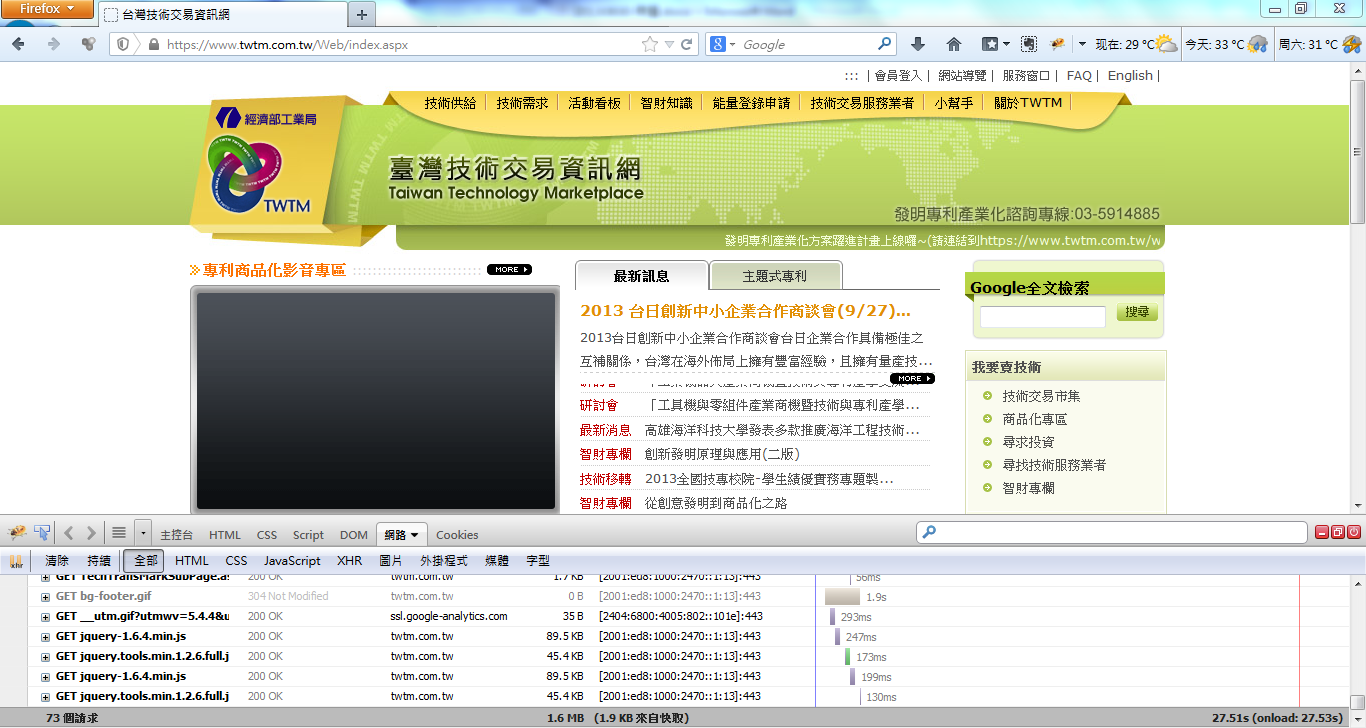 Firefox
台灣技術交易資訊網
https://www.twtm.com.tw/Web/index.aspx
Google
现在: 29 °C
今天: 33 °C
周六: 31 °C
::: | 會員登入 | 網站導覽 | 服務窗口 | FAQ | English |
技術供給 技術需求 活動看板 智財知識 能量登錄申請 技術交易服務業者 小幫手 關於TWTM
經濟部工業局
TWTM
臺灣技術交易資訊網
Taiwan Technology Marketplace
發明專利產業化諮詢專線:03-5914885
發明專利產業化方案躍進計畫上線囉~(請連結到https://www.twtm.com.tw/w
專利商品化影音專區
MORE
最新訊息 主題式專利
2013 台日創新中小企業合作商談會(9/27)...
2013台日創新中小企業合作商談會台日企業合作具備極佳之
互補關係，台灣在海外佈局上擁有豐富經驗，且擁有量產技...
MORE
研討會 「工具機與零組件產業商機暨技術與專利產學...
最新消息 高雄海洋科技大學發表多款推廣海洋工程技術...
智財專欄 創新發明原理與應用(二版)
技術移轉 2013全國技專校院-學生績優實務專題製...
智財專欄 從創意發明到商品化之路
Google全文檢索
搜尋
我要賣技術
技術交易市集
商品化專區
尋求投資
尋找技術服務業者
智財專欄
主控台 HTML CSS Script DOM 網路 Cookies
xhr 清除 持續 全部 HTML CSS JavaScript XHR 圖片 外掛程式 媒體 字型
GET TechTransMarkSubPage.as 200 OK twtm.com.tw 1.7 KB [2001:ed8:1000:2470::1:13]:443 56ms
GET bg-footer.gif 304 Not Modified twtm.com.tw 0 B [2001:ed8:1000:2470::1:13]:443 1.9s
GET __utm.gif?utmwv=5.4.4&u 200 OK ssl.google-analytics.com 35 B [2404:6800:4005:802::101e]:443 293ms
GET jquery-1.6.4.min.js 200 OK twtm.com.tw 89.5 KB [2001:ed8:1000:2470::1:13]:443 247ms
GET jquery.tools.min.1.2.6.full.j 200 OK twtm.com.tw 45.4 KB [2001:ed8:1000:2470::1:13]:443 173ms
GET jquery-1.6.4.min.js 200 OK twtm.com.tw 89.5 KB [2001:ed8:1000:2470::1:13]:443 199ms
GET jquery.tools.min.1.2.6.full.j 200 OK twtm.com.tw 45.4 KB [2001:ed8:1000:2470::1:13]:443 130ms
73 個請求 1.6 MB (1.9 KB 來自快取) 27.51s (onload: 27.53s)